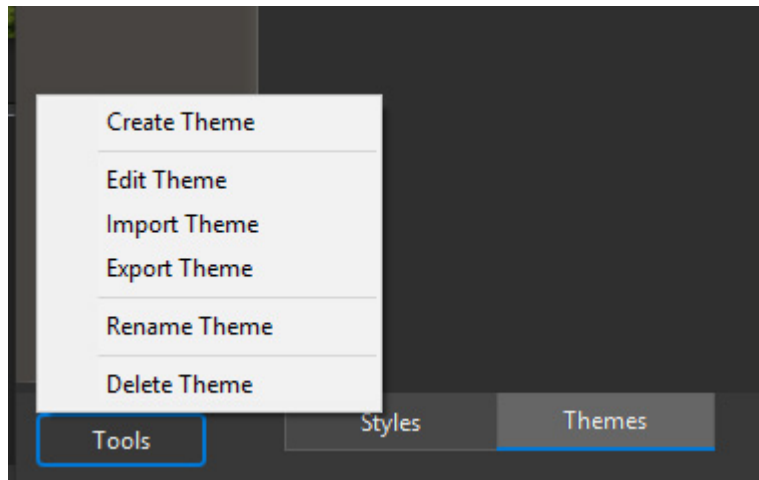 Create Theme
Edit Theme
Import Theme
Export Theme
Rename Theme
Delete Theme
Tools
Styles
Themes